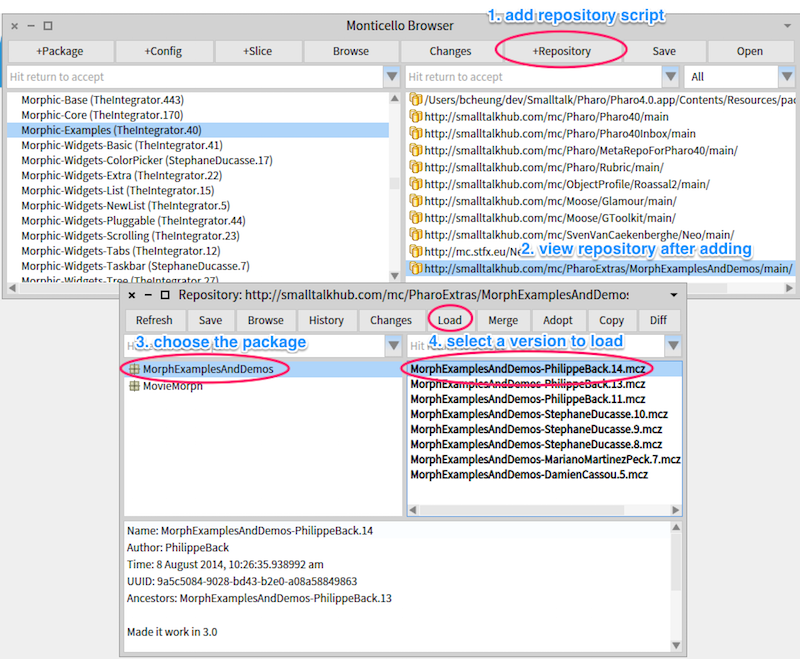 1. add repository script
Monticello Browser
+Package +Config +Slice Browse Changes +Repository Save Open
Hit return to accept Hit return to accept All
Morphic-Base (TheIntegrator.443)
Morphic-Core (TheIntegrator.170)
Morphic-Examples (TheIntegrator.40)
Morphic-Widgets-Basic (TheIntegrator.41)
Morphic-Widgets-ColorPicker (StephaneDucasse.17)
Morphic-Widgets-Extra (TheIntegrator.22)
Morphic-Widgets-List (TheIntegrator.15)
Morphic-Widgets-NewList (TheIntegrator.5)
Morphic-Widgets-Pluggable (TheIntegrator.44)
Morphic-Widgets-Scrolling (TheIntegrator.23)
Morphic-Widgets-Tabs (TheIntegrator.12)
Morphic-Widgets-Taskbar (StephaneDucasse.7)
Morphic-Widgets-Tree (TheIntegrator.27)
/Users/bcheung/dev/Smalltalk/Pharo/Pharo4.0.app/Contents/Resources/pac
http://smalltalkhub.com/mc/Pharo/Pharo40/main
http://smalltalkhub.com/mc/Pharo/Pharo40Inbox/main
http://smalltalkhub.com/mc/Pharo/MetaRepoForPharo40/main/
http://smalltalkhub.com/mc/Pharo/Rubric/main/
http://smalltalkhub.com/mc/ObjectProfile/Roassal2/main/
http://smalltalkhub.com/mc/Moose/Glamour/main/
http://smalltalkhub.com/mc/Moose/GToolkit/main/
http://smalltalkhub.com/mc/SvenVanCaekenberghe/Neo/main/
http://mc.stfx.eu/Ne
2. view repository after adding
http://smalltalkhub.com/mc/PharoExtras/MorphExamplesAndDemos/main/
Repository: http://smalltalkhub.com/mc/PharoExtras/MorphExamplesAndDemos
Refresh Save Browse History Changes Load Merge Adopt Copy Diff
3. choose the package
4. select a version to load
MorphExamplesAndDemos
MovieMorph
MorphExamplesAndDemos-PhilippeBack.14.mcz
MorphExamplesAndDemos-PhilippeBack.13.mcz
MorphExamplesAndDemos-PhilippeBack.11.mcz
MorphExamplesAndDemos-StephaneDucasse.10.mcz
MorphExamplesAndDemos-StephaneDucasse.9.mcz
MorphExamplesAndDemos-StephaneDucasse.8.mcz
MorphExamplesAndDemos-MarianoMartinezPeck.7.mcz
MorphExamplesAndDemos-DamienCassou.5.mcz
Name: MorphExamplesAndDemos-PhilippeBack.14
Author: PhilippeBack
Time: 8 August 2014, 10:26:35.938992 am
UUID: 9a5c5084-9028-bd43-b2e0-a08a58849863
Ancestors: MorphExamplesAndDemos-PhilippeBack.13
Made it work in 3.0